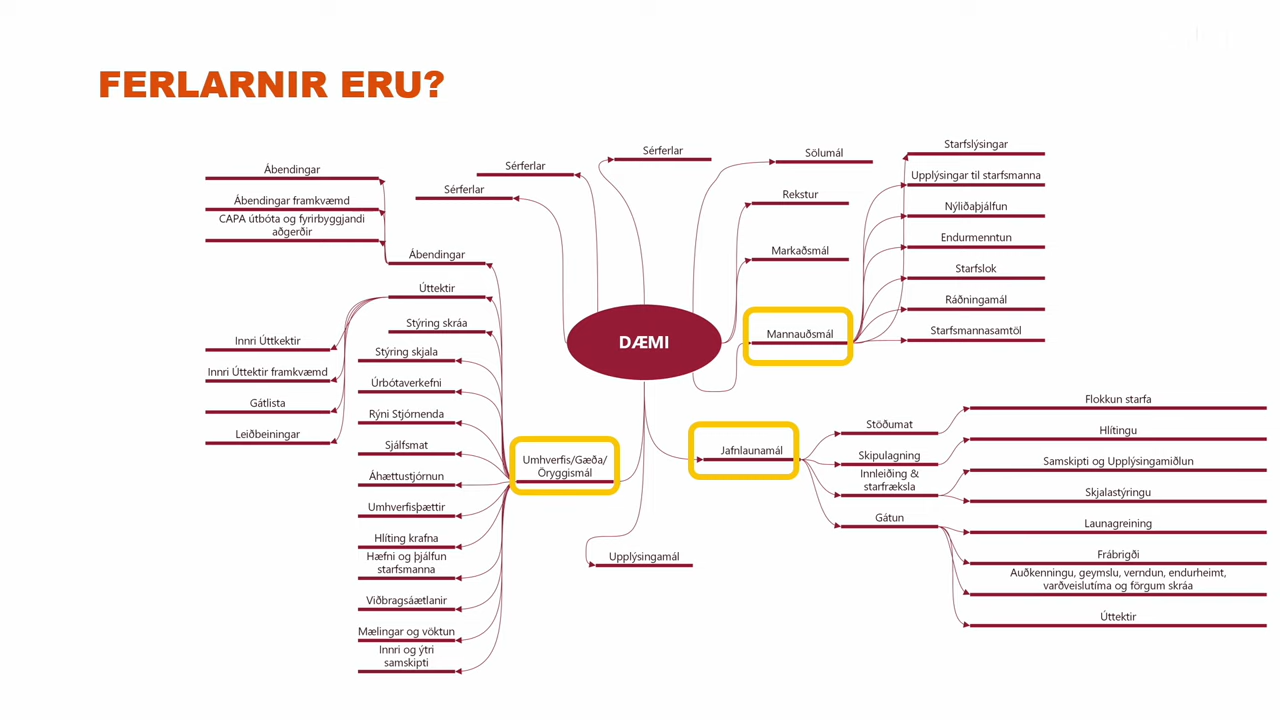 FERLARNIR ERU?
Ábendingar
Ábendingar framkvæmd
CAPA útbóta og fyrirbyggjandi
aðgerðir
Ábendingar
Úttektir
Innri Úttkektir
Innri Úttektir framkvæmd
Gátlista
Leiðbeiningar
Stýring skráa
Stýring skjala
Úrbótaverkefni
Rýni Stjórnenda
Sjálfsmat
Áhættustjórnun
Umhverfisþættir
Hlíting krafna
Hæfni og þjálfun
starfsmanna
Viðbragsáætlanir
Mælingar og vöktun
Innri og ýtri
samskipti
Umhverfis/Gæða/
Öryggismál
Sérferlar
Sérferlar
Sérferlar
DÆMI
Upplýsingamál
Sölumál
Rekstur
Markaðsmál
Mannauðsmál
Starfslýsingar
Upplýsingar til starfsmanna
Nýliðaþjálfun
Endurmenntun
Starfslok
Ráðningamál
Starfsmannasamtöl
Jafnlaunamál
Stöðumat
Skipulagning
Innleiðing &
starfræksla
Gátun
Flokkun starfa
Hlítingu
Samskipti og Upplýsingamiðlun
Skjalastýringu
Launagreining
Frábrigði
Auðkenningu, geymslu, verndun, endurheimt,
varðveislutíma og förgum skráa
Úttektir